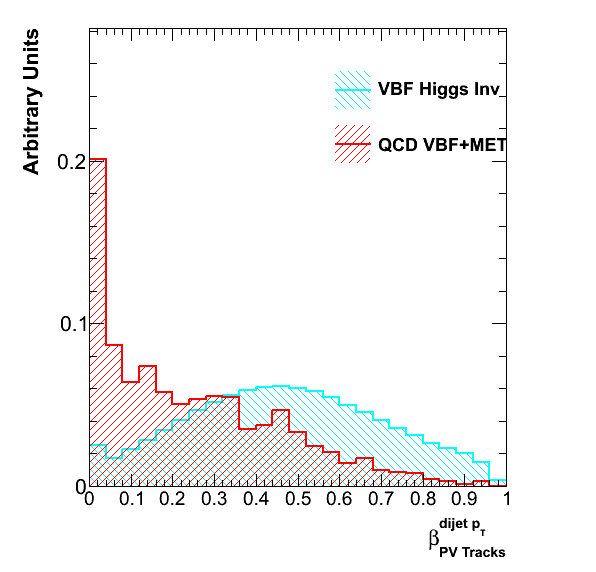 Arbitrary Units
VBF Higgs Inv
QCD VBF+MET
0.2
0.1
0
0 0.1 0.2 0.3 0.4 0.5 0.6 0.7 0.8 0.9 1
β dijet pT
PV Tracks